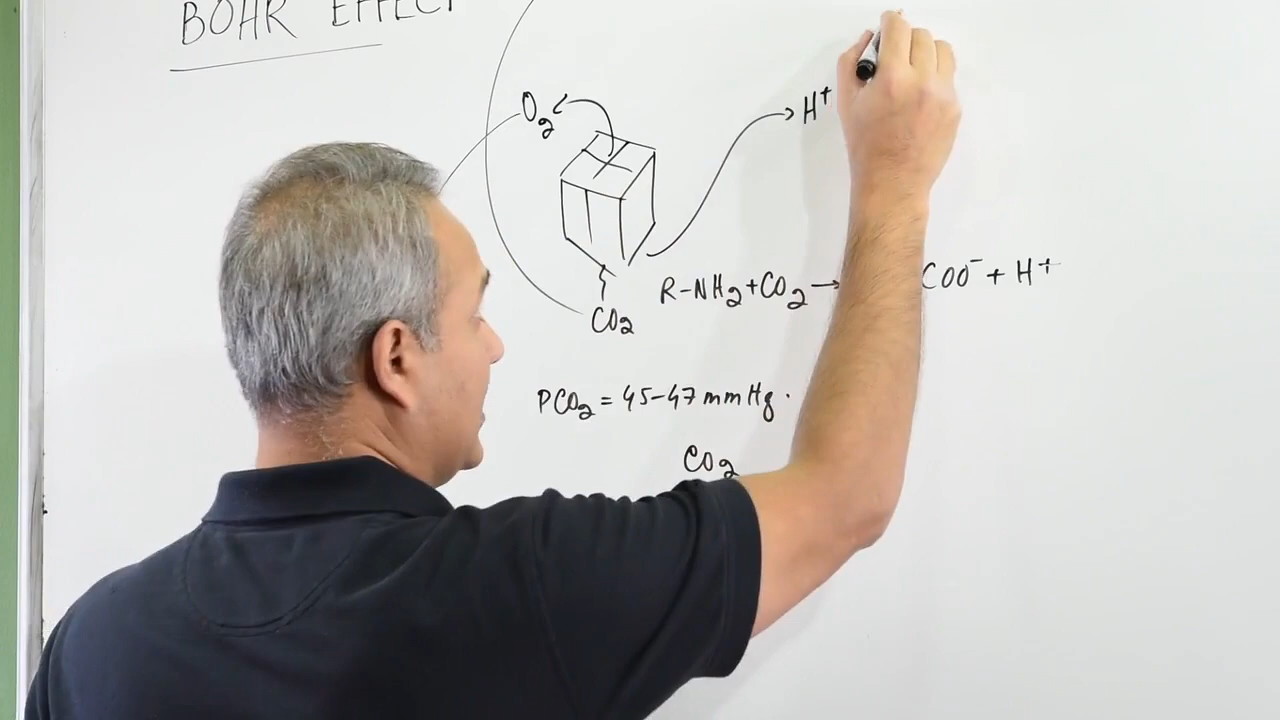 BOHR EFFECT
O₂
H⁺
R-NH₂+CO₂→ COO⁻ + H⁺
CO₂
PCO₂ = 45-47 mmHg.
CO₂